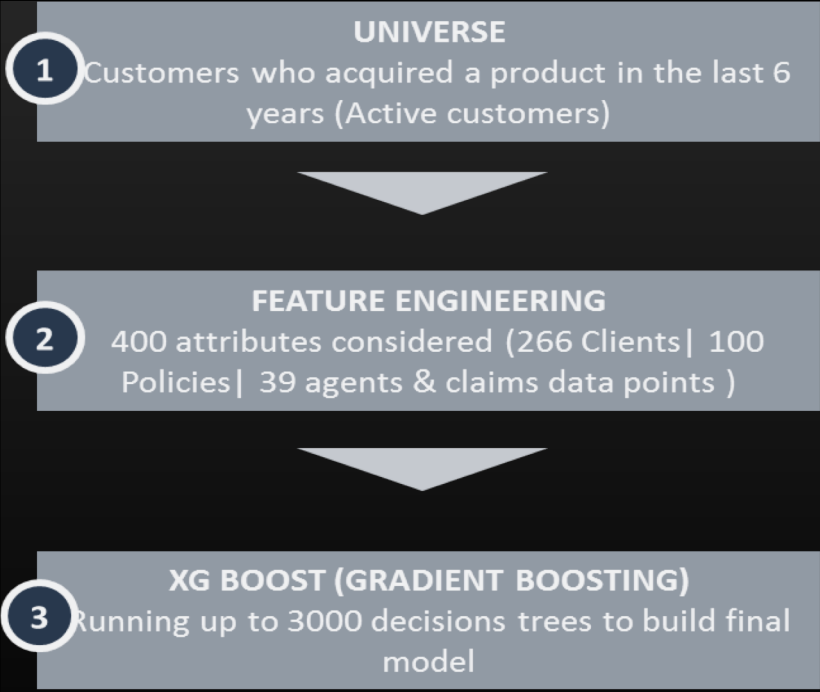 UNIVERSE
1
Customers who acquired a product in the last 6
years (Active customers)
FEATURE ENGINEERING
2
400 attributes considered (266 Clients| 100
Policies| 39 agents & claims data points )
XG BOOST (GRADIENT BOOSTING)
3
Running up to 3000 decisions trees to build final
model